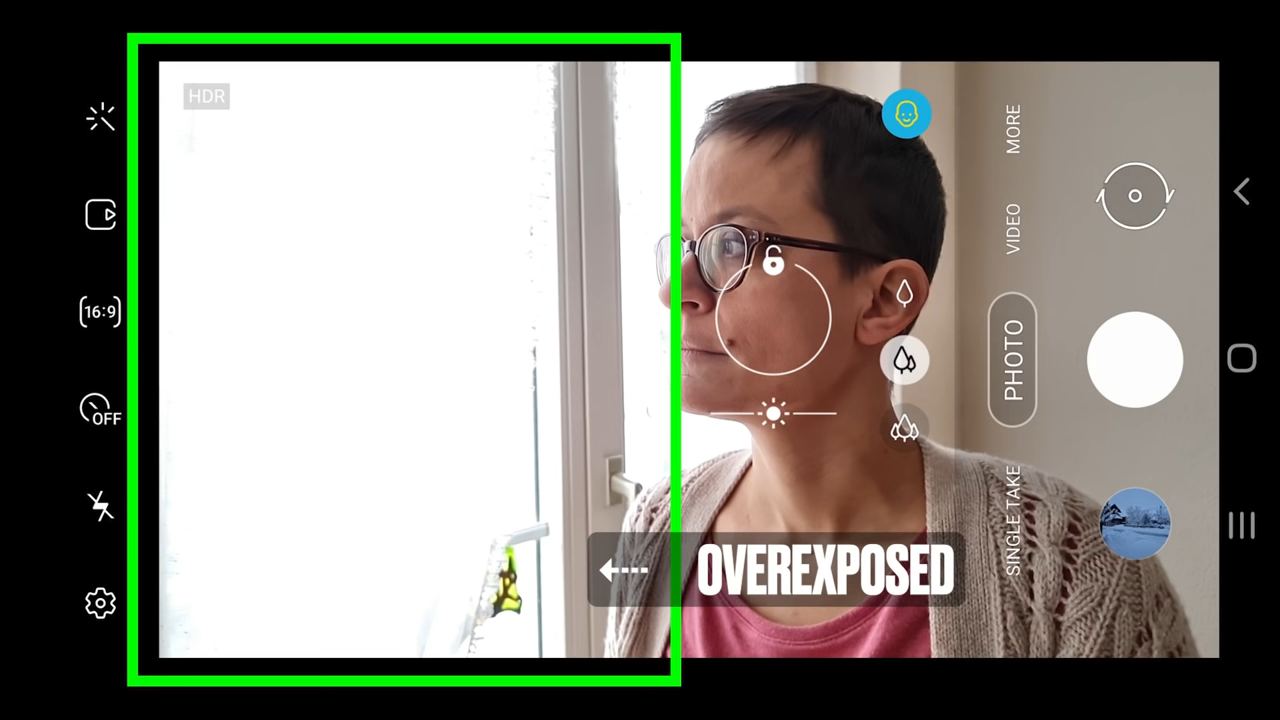 HDR
16:9
OFF
MORE
VIDEO
PHOTO
SINGLE TAKE
OVEREXPOSED